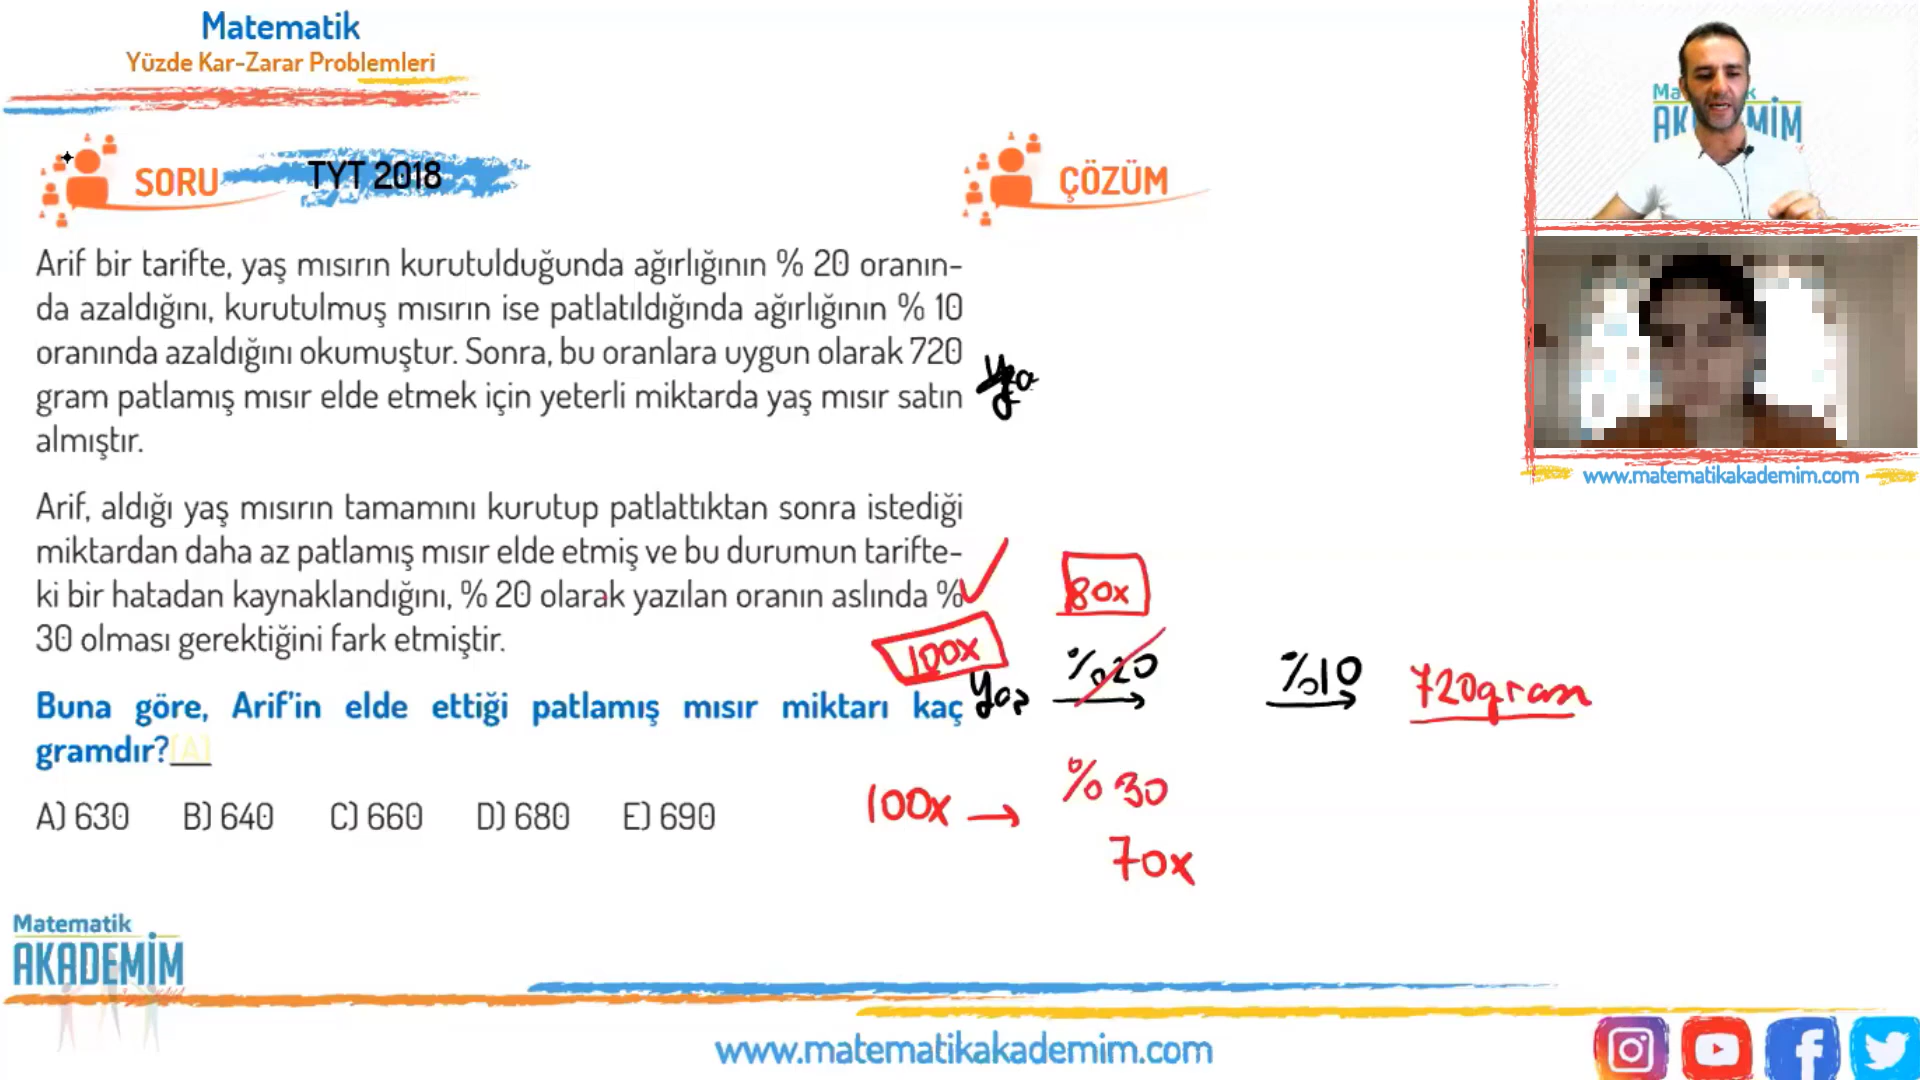 Matematik
Yüzde Kar-Zarar Problemleri
SORU
TYT 2018
ÇÖZÜM
Arif bir tarifte, yaş mısırın kurutulduğunda ağırlığının % 20 oranın-
da azaldığını, kurutulmuş mısırın ise patlatıldığında ağırlığının % 10
oranında azaldığını okumuştur. Sonra, bu oranlara uygun olarak 720
gram patlamış mısır elde etmek için yeterli miktarda yaş mısır satın
almıştır.
Arif, aldığı yaş mısırın tamamını kurutup patlattıktan sonra istediği
miktardan daha az patlamış mısır elde etmiş ve bu durumun tarifte-
ki bir hatadan kaynaklandığını, % 20 olarak yazılan oranın aslında %
30 olması gerektiğini fark etmiştir.
Buna göre, Arif'in elde ettiği patlamış mısır miktarı kaç
gramdır?[A]
A) 630 B) 640 C) 660 D) 680 E) 690
80x
100x
yaş %20 %10 720gram
100x → %30
70x
AKADEMİM
www.matematikakademim.com
Matematik
AKADEMİM
www.matematikakademim.com